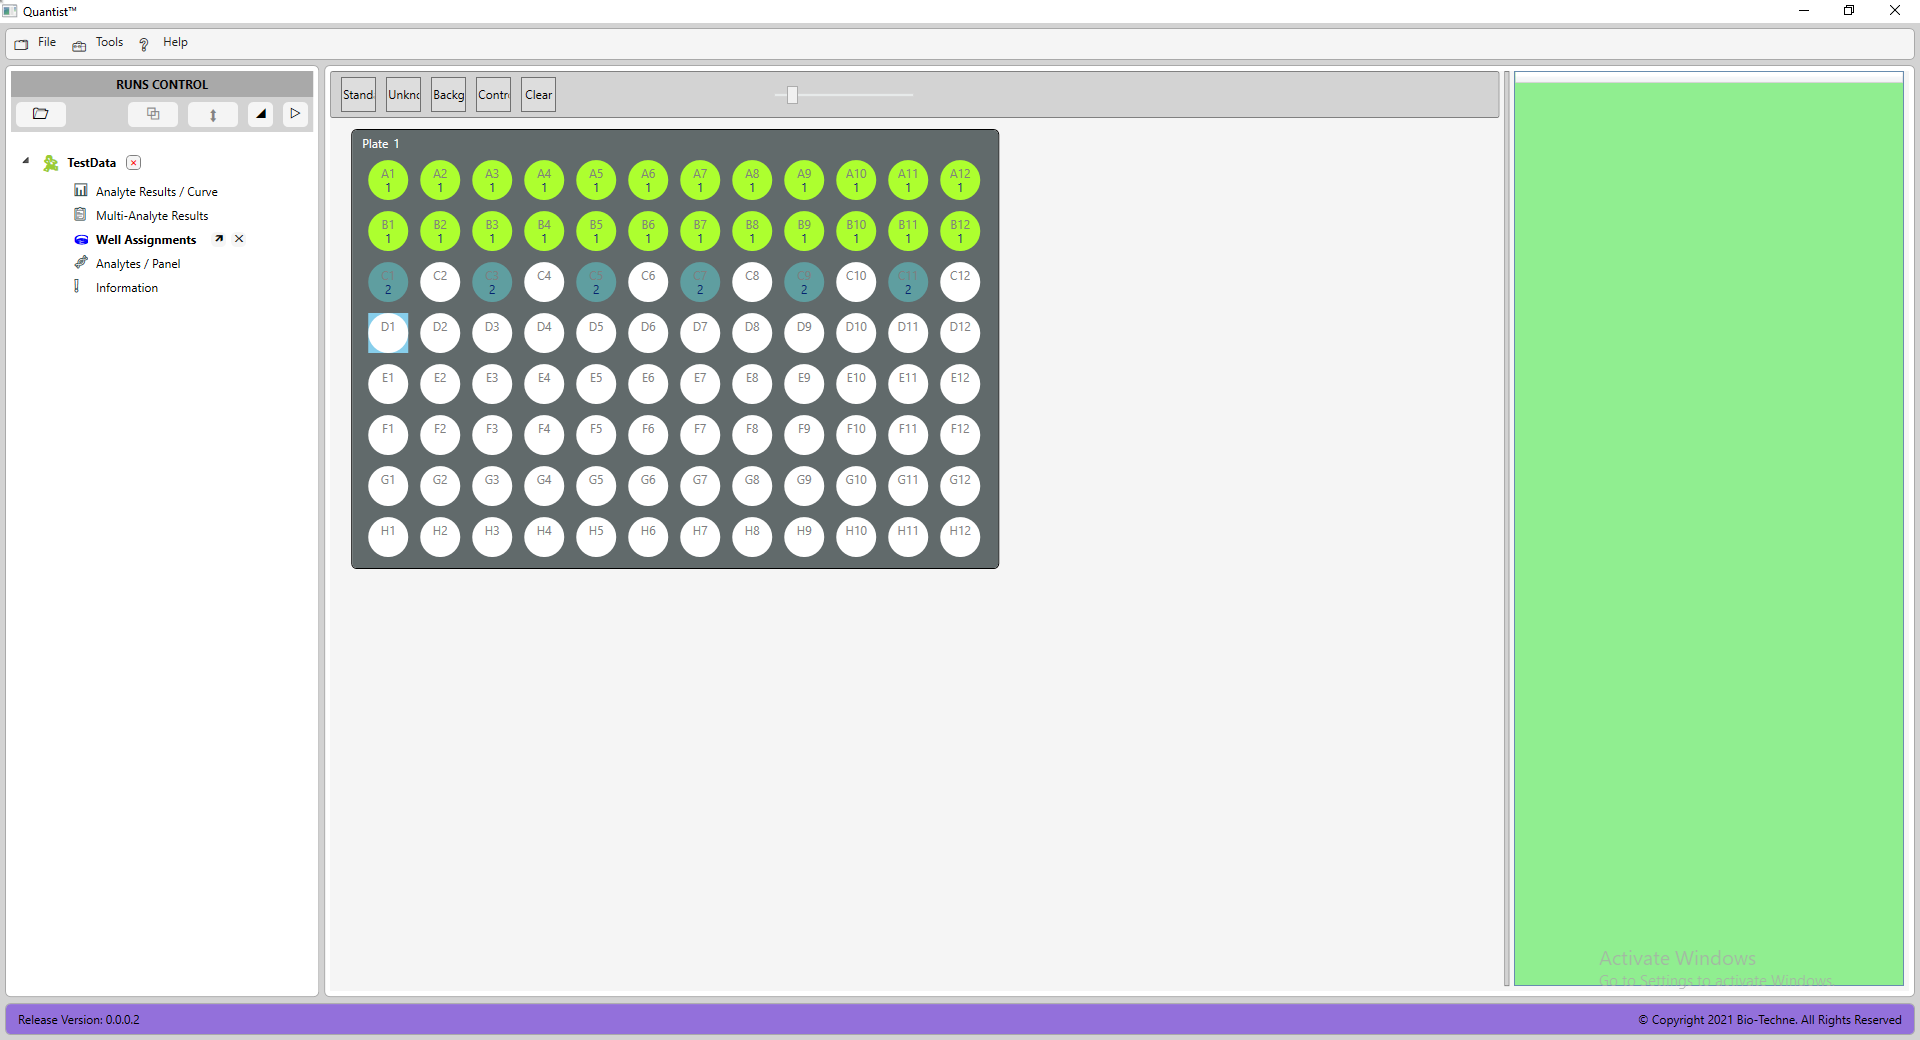 Quantist™
File Tools Help
RUNS CONTROL
TestData
Analyte Results / Curve
Multi-Analyte Results
Well Assignments
Analytes / Panel
Information
Stand Unkno Backg Contr Clear
Plate 1
A1 A2 A3 A4 A5 A6 A7 A8 A9 A10 A11 A12
1 1 1 1 1 1 1 1 1 1 1 1
B1 B2 B3 B4 B5 B6 B7 B8 B9 B10 B11 B12
1 1 1 1 1 1 1 1 1 1 1 1
C1 C2 C3 C4 C5 C6 C7 C8 C9 C10 C11 C12
2 2 2 2 2 2
D1 D2 D3 D4 D5 D6 D7 D8 D9 D10 D11 D12
E1 E2 E3 E4 E5 E6 E7 E8 E9 E10 E11 E12
F1 F2 F3 F4 F5 F6 F7 F8 F9 F10 F11 F12
G1 G2 G3 G4 G5 G6 G7 G8 G9 G10 G11 G12
H1 H2 H3 H4 H5 H6 H7 H8 H9 H10 H11 H12
Activate Windows
Go to Settings to activate Windows.
Release Version: 0.0.0.2
© Copyright 2021 Bio-Techne. All Rights Reserved